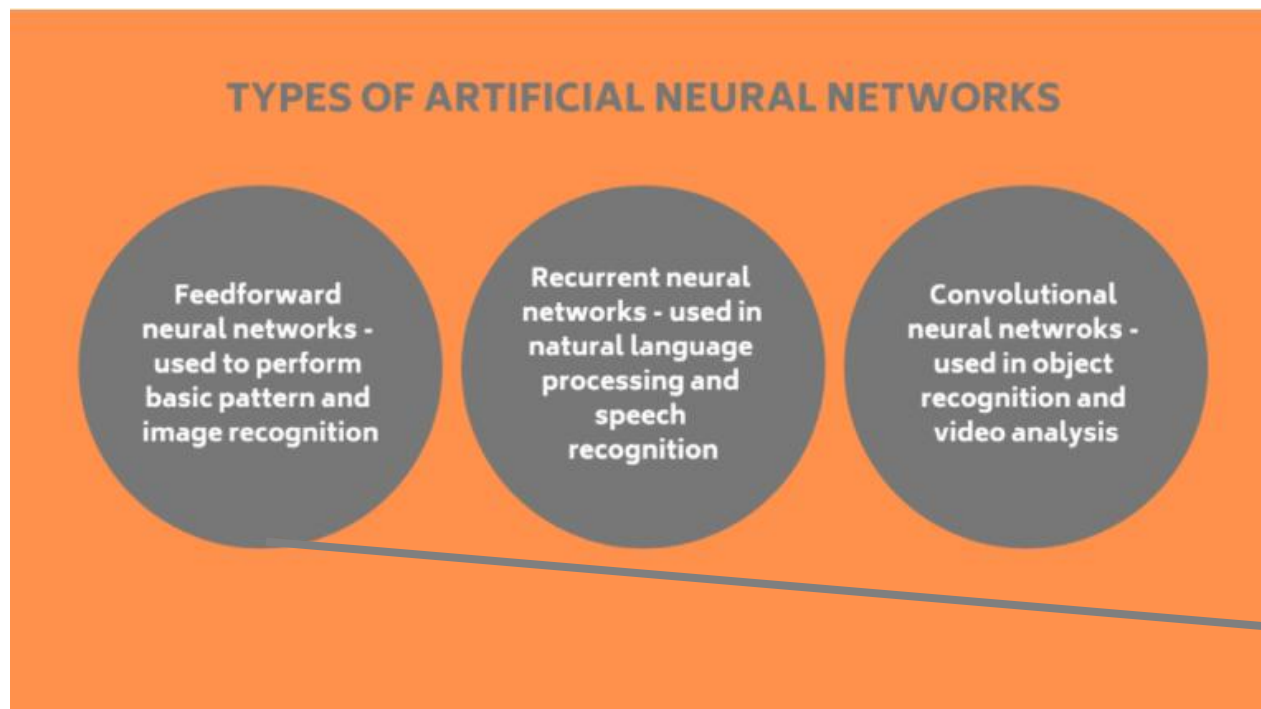 TYPES OF ARTIFICIAL NEURAL NETWORKS
Feedforward
neural networks -
used to perform
basic pattern and
image recognition
Recurrent neural
networks - used in
natural language
processing and
speech
recognition
Convolutional
neural netwroks -
used in object
recognition and
video analysis